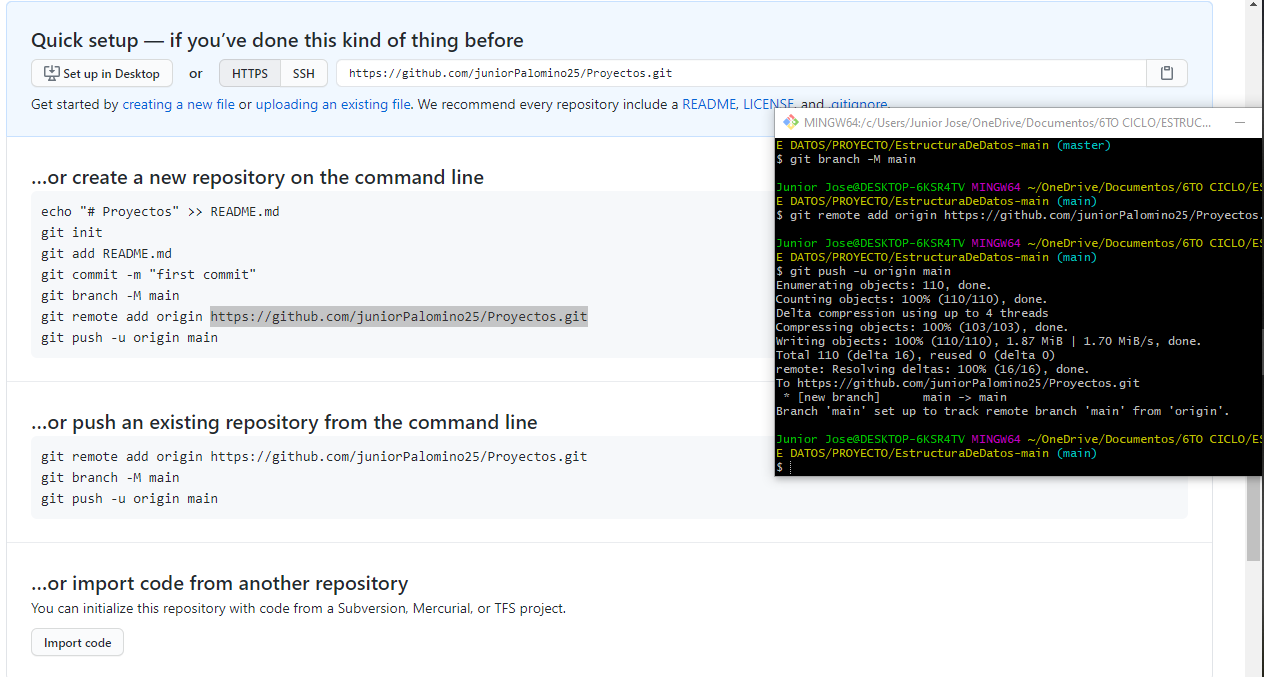 Quick setup — if you’ve done this kind of thing before
Set up in Desktop or HTTPS SSH https://github.com/juniorPalomino25/Proyectos.git
Get started by creating a new file or uploading an existing file. We recommend every repository include a README, LICENSE, and .gitignore.
...or create a new repository on the command line
echo "# Proyectos" >> README.md
git init
git add README.md
git commit -m "first commit"
git branch -M main
git remote add origin https://github.com/juniorPalomino25/Proyectos.git
git push -u origin main
...or push an existing repository from the command line
git remote add origin https://github.com/juniorPalomino25/Proyectos.git
git branch -M main
git push -u origin main
...or import code from another repository
You can initialize this repository with code from a Subversion, Mercurial, or TFS project.
Import code
MINGW64:/c/Users/Junior Jose/OneDrive/Documentos/6TO CICLO/ESTRUC...
E DATOS/PROYECTO/EstructuraDeDatos-main (master)
$ git branch -M main
Junior Jose@DESKTOP-6KSR4TV MINGW64 ~/OneDrive/Documentos/6TO CICLO/ES
E DATOS/PROYECTO/EstructuraDeDatos-main (main)
$ git remote add origin https://github.com/juniorPalomino25/Proyectos.
Junior Jose@DESKTOP-6KSR4TV MINGW64 ~/OneDrive/Documentos/6TO CICLO/ES
E DATOS/PROYECTO/EstructuraDeDatos-main (main)
$ git push -u origin main
Enumerating objects: 110, done.
Counting objects: 100% (110/110), done.
Delta compression using up to 4 threads
Compressing objects: 100% (103/103), done.
Writing objects: 100% (110/110), 1.87 MiB | 1.70 MiB/s, done.
Total 110 (delta 16), reused 0 (delta 0)
remote: Resolving deltas: 100% (16/16), done.
To https://github.com/juniorPalomino25/Proyectos.git
* [new branch] main -> main
Branch 'main' set up to track remote branch 'main' from 'origin'.
Junior Jose@DESKTOP-6KSR4TV MINGW64 ~/OneDrive/Documentos/6TO CICLO/ES
E DATOS/PROYECTO/EstructuraDeDatos-main (main)
$